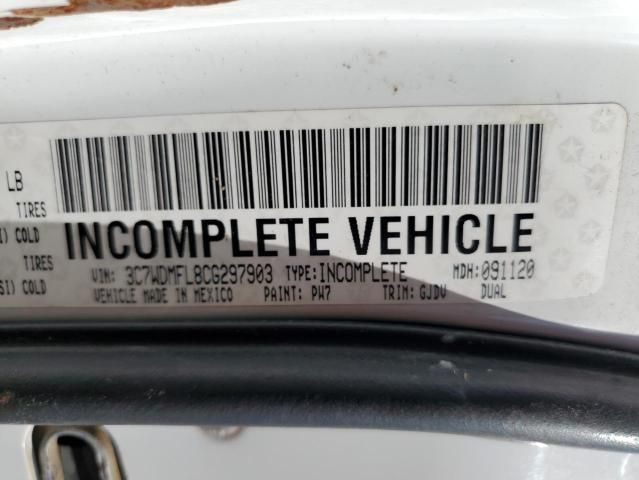 LB
TIRES
I) COLD
INCOMPLETE VEHICLE
TIRES
VIN: 3C7WDMFL8CG297903 TYPE:INCOMPLETE MDH:091120
SI) COLD
VEHICLE MADE IN MEXICO PAINT: PW7 TRIM: GJDV DUAL